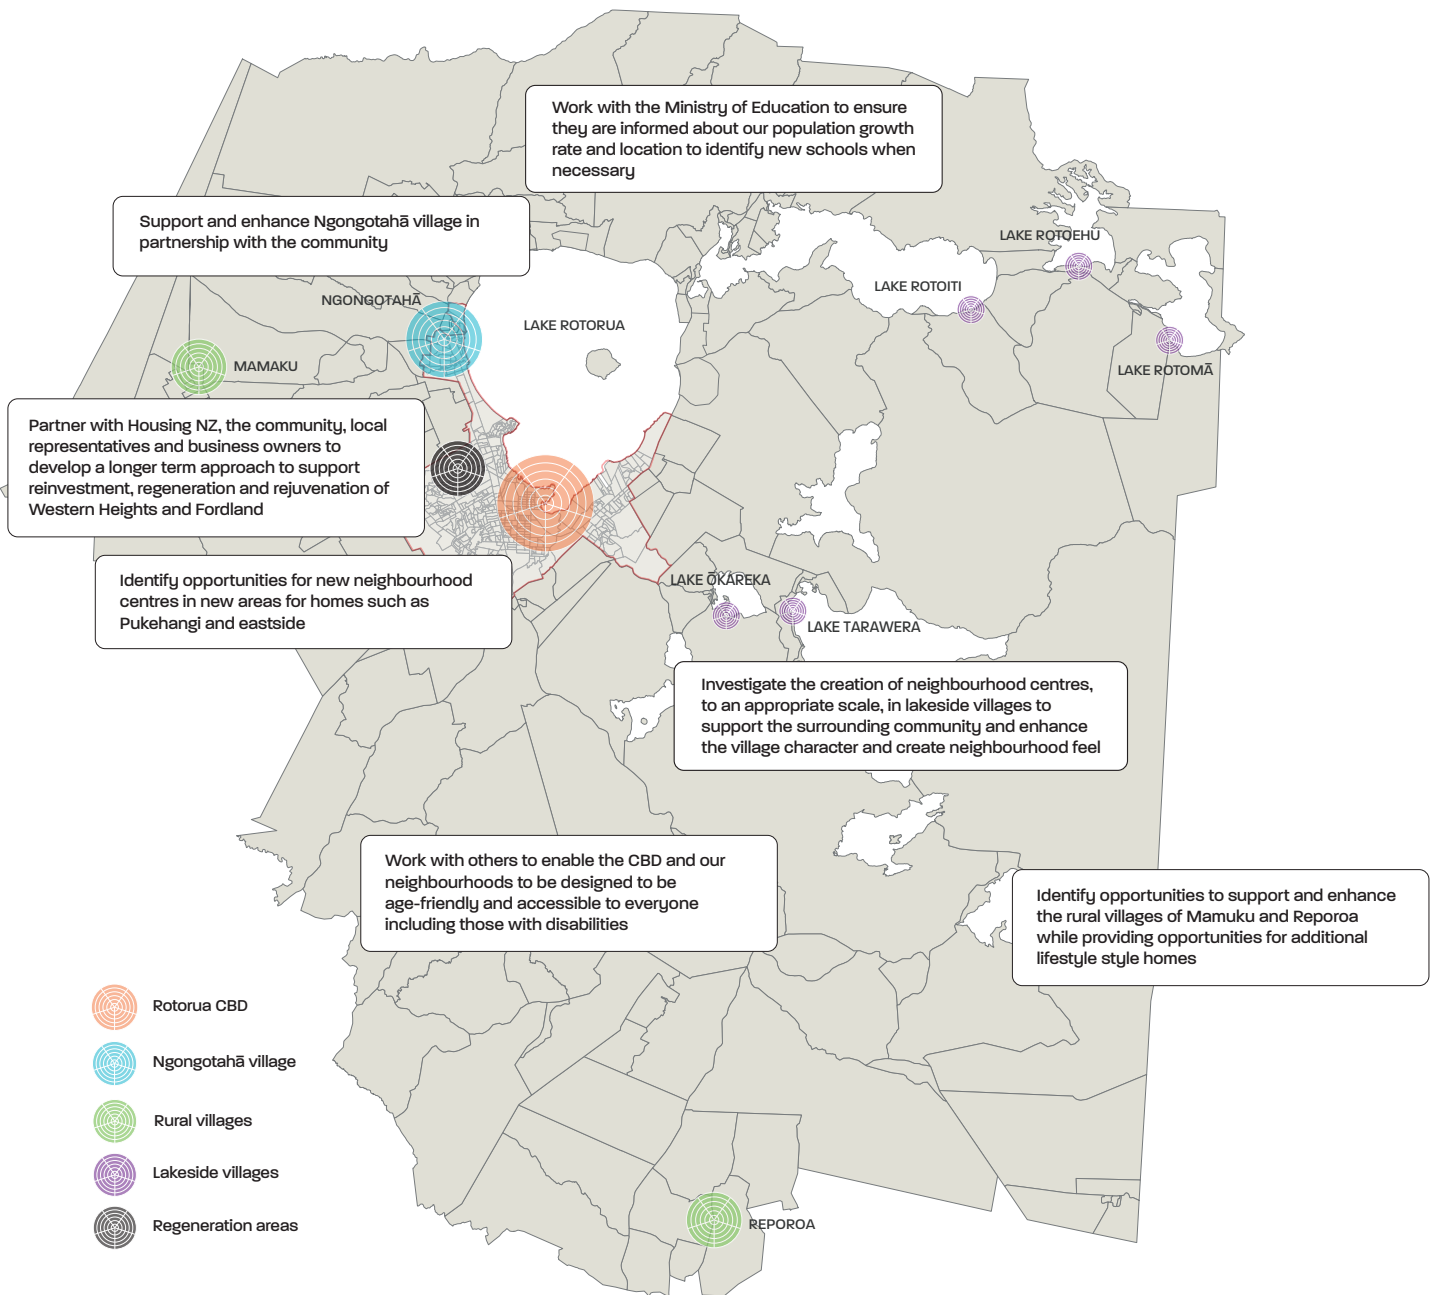 Work with the Ministry of Education to ensure
they are informed about our population growth
rate and location to identify new schools when
necessary
Support and enhance Ngongotahā village in
partnership with the community
LAKE ROTOEHU
LAKE ROTOITI
NGONGOTAHĀ
LAKE ROTORUA
MAMAKU
LAKE ROTOMĀ
Partner with Housing NZ, the community, local
representatives and business owners to
develop a longer term approach to support
reinvestment, regeneration and rejuvenation of
Western Heights and Fordland
Identify opportunities for new neighbourhood
centres in new areas for homes such as
Pukehangi and eastside
LAKE ŌKAREKA
LAKE TARAWERA
Investigate the creation of neighbourhood centres,
to an appropriate scale, in lakeside villages to
support the surrounding community and enhance
the village character and create neighbourhood feel
Work with others to enable the CBD and our
neighbourhoods to be designed to be
age-friendly and accessible to everyone
including those with disabilities
Identify opportunities to support and enhance
the rural villages of Mamuku and Reporoa
while providing opportunities for additional
lifestyle style homes
Rotorua CBD
Ngongotahā village
Rural villages
Lakeside villages
Regeneration areas
REPOROA